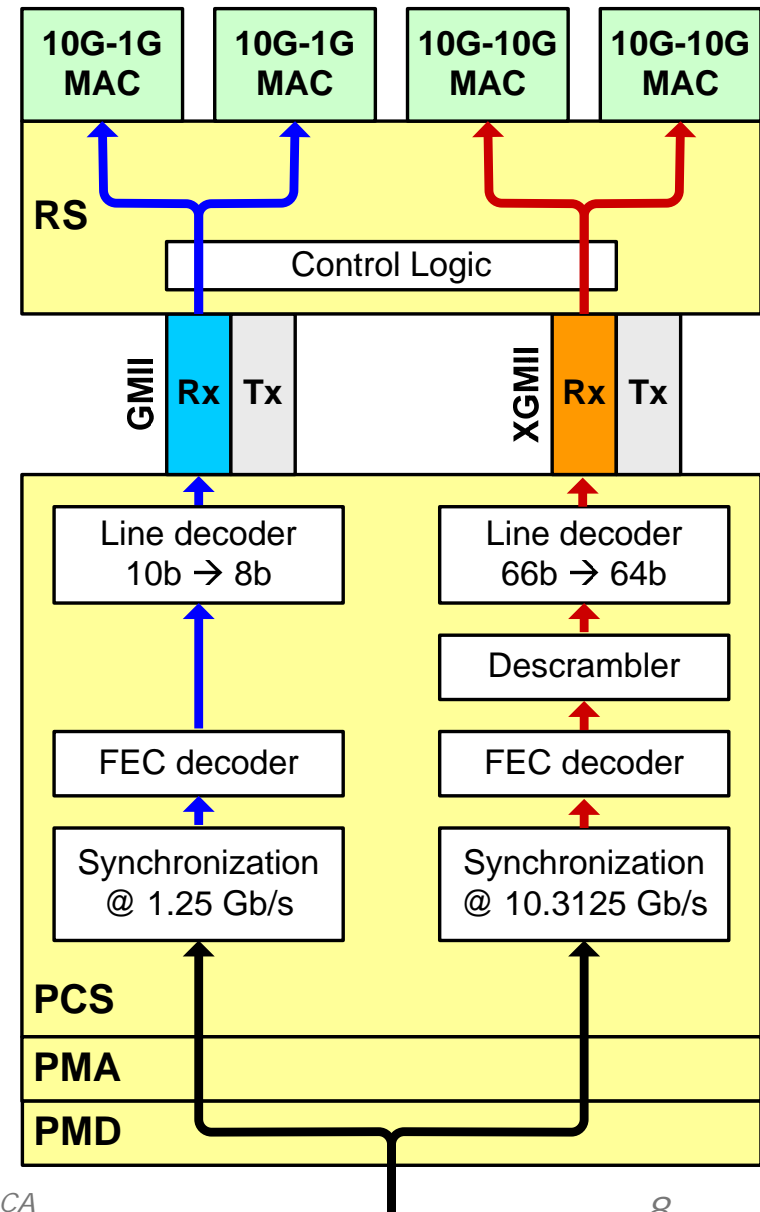 10G-1G
MAC
10G-1G
MAC
10G-10G
MAC
10G-10G
MAC
RS
Control Logic
GMII
Rx
Tx
XGMII
Rx
Tx
Line decoder
10b → 8b
Line decoder
66b → 64b
Descrambler
FEC decoder
FEC decoder
Synchronization
@ 1.25 Gb/s
Synchronization
@ 10.3125 Gb/s
PCS
PMA
PMD
CA
8